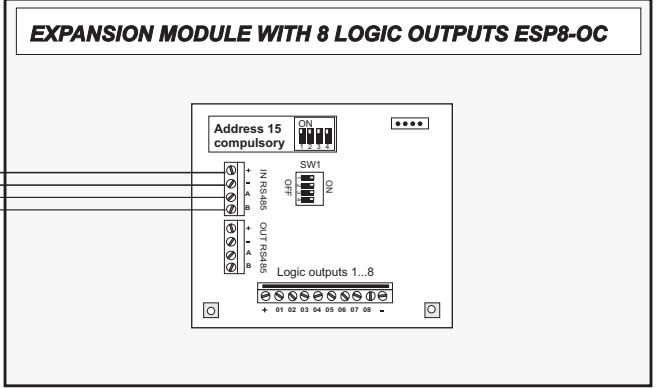 EXPANSION MODULE WITH 8 LOGIC OUTPUTS ESP8-OC
Address 15
compulsory
ON
1 2 3 4
SW1
OFF
ON
+
-
A
B
IN RS485
+
-
A
B
OUT RS485
Logic outputs 1...8
+ 01 02 03 04 05 06 07 08 -